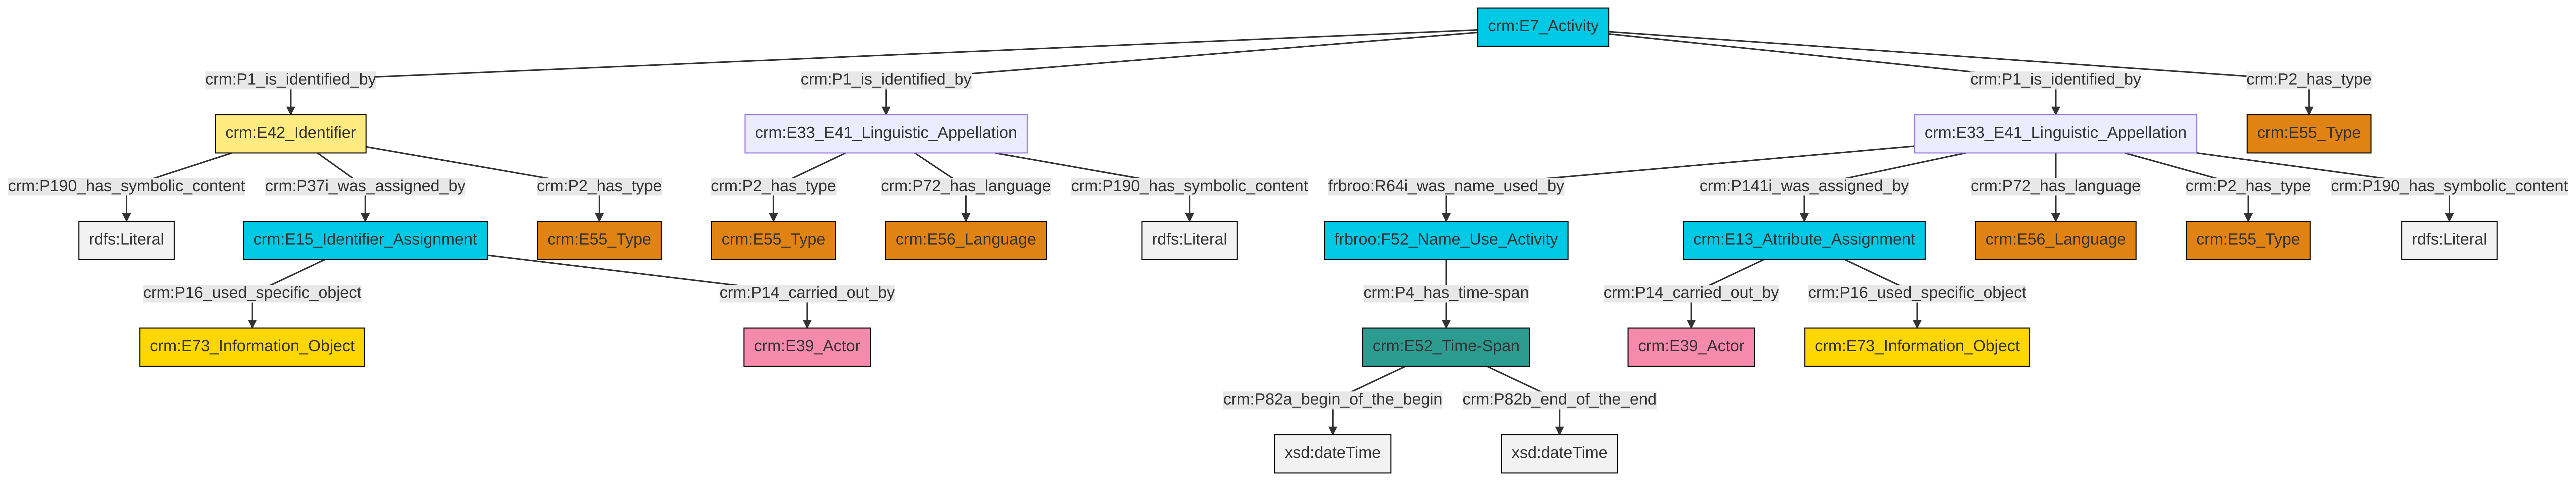 crm:E7_Activity
crm:P1_is_identified_by
crm:P1_is_identified_by
crm:P1_is_identified_by
crm:P2_has_type
crm:E42_Identifier
crm:E33_E41_Linguistic_Appellation
crm:E33_E41_Linguistic_Appellation
crm:E55_Type
crm:P190_has_symbolic_content
crm:P37i_was_assigned_by
crm:P2_has_type
crm:P2_has_type
crm:P72_has_language
crm:P190_has_symbolic_content
frbroo:R64i_was_name_used_by
crm:P141i_was_assigned_by
crm:P72_has_language
crm:P2_has_type
crm:P190_has_symbolic_content
rdfs:Literal
crm:E15_Identifier_Assignment
crm:E55_Type
crm:E55_Type
crm:E56_Language
rdfs:Literal
frbroo:F52_Name_Use_Activity
crm:E13_Attribute_Assignment
crm:E56_Language
crm:E55_Type
rdfs:Literal
crm:P16_used_specific_object
crm:P14_carried_out_by
crm:P4_has_time-span
crm:P14_carried_out_by
crm:P16_used_specific_object
crm:E73_Information_Object
crm:E39_Actor
crm:E52_Time-Span
crm:E39_Actor
crm:E73_Information_Object
crm:P82a_begin_of_the_begin
crm:P82b_end_of_the_end
xsd:dateTime
xsd:dateTime